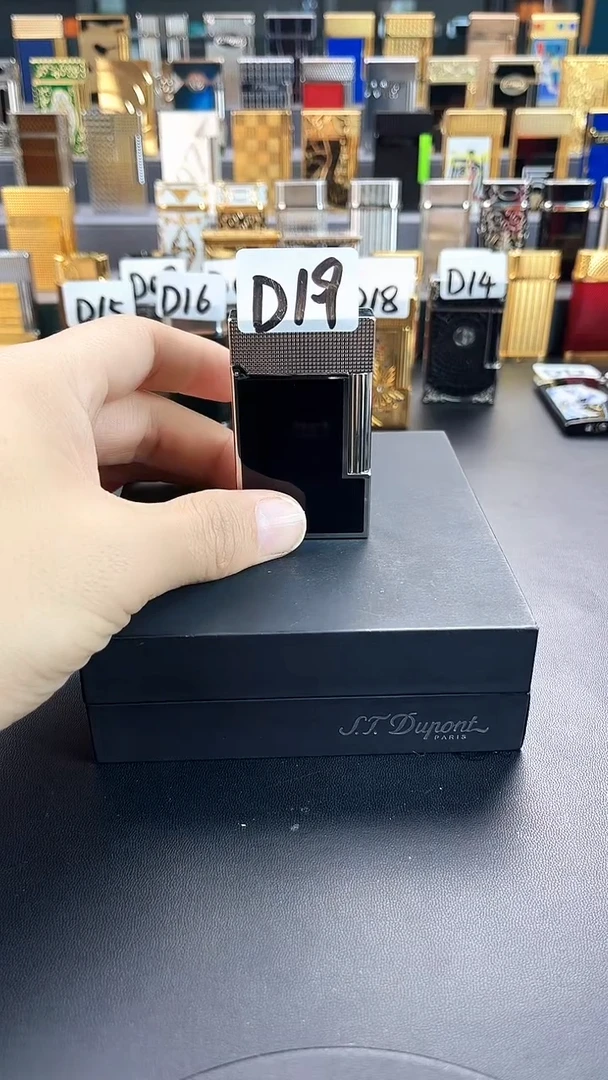 D19
D15
D16
D18
D14
S.T. Dupont
PARIS